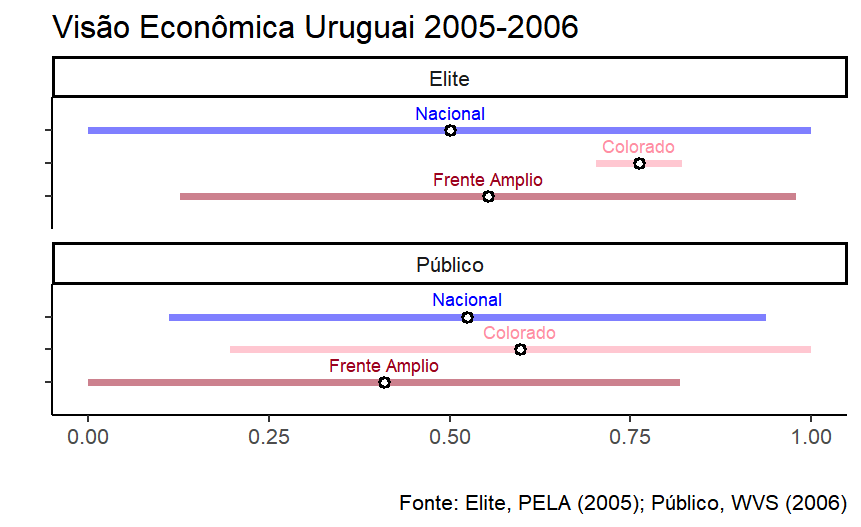 Visão Econômica Uruguai 2005-2006
Elite
Nacional
Colorado
Frente Amplio
Público
Nacional
Colorado
Frente Amplio
0.00 0.25 0.50 0.75 1.00
Fonte: Elite, PELA (2005); Público, WVS (2006)